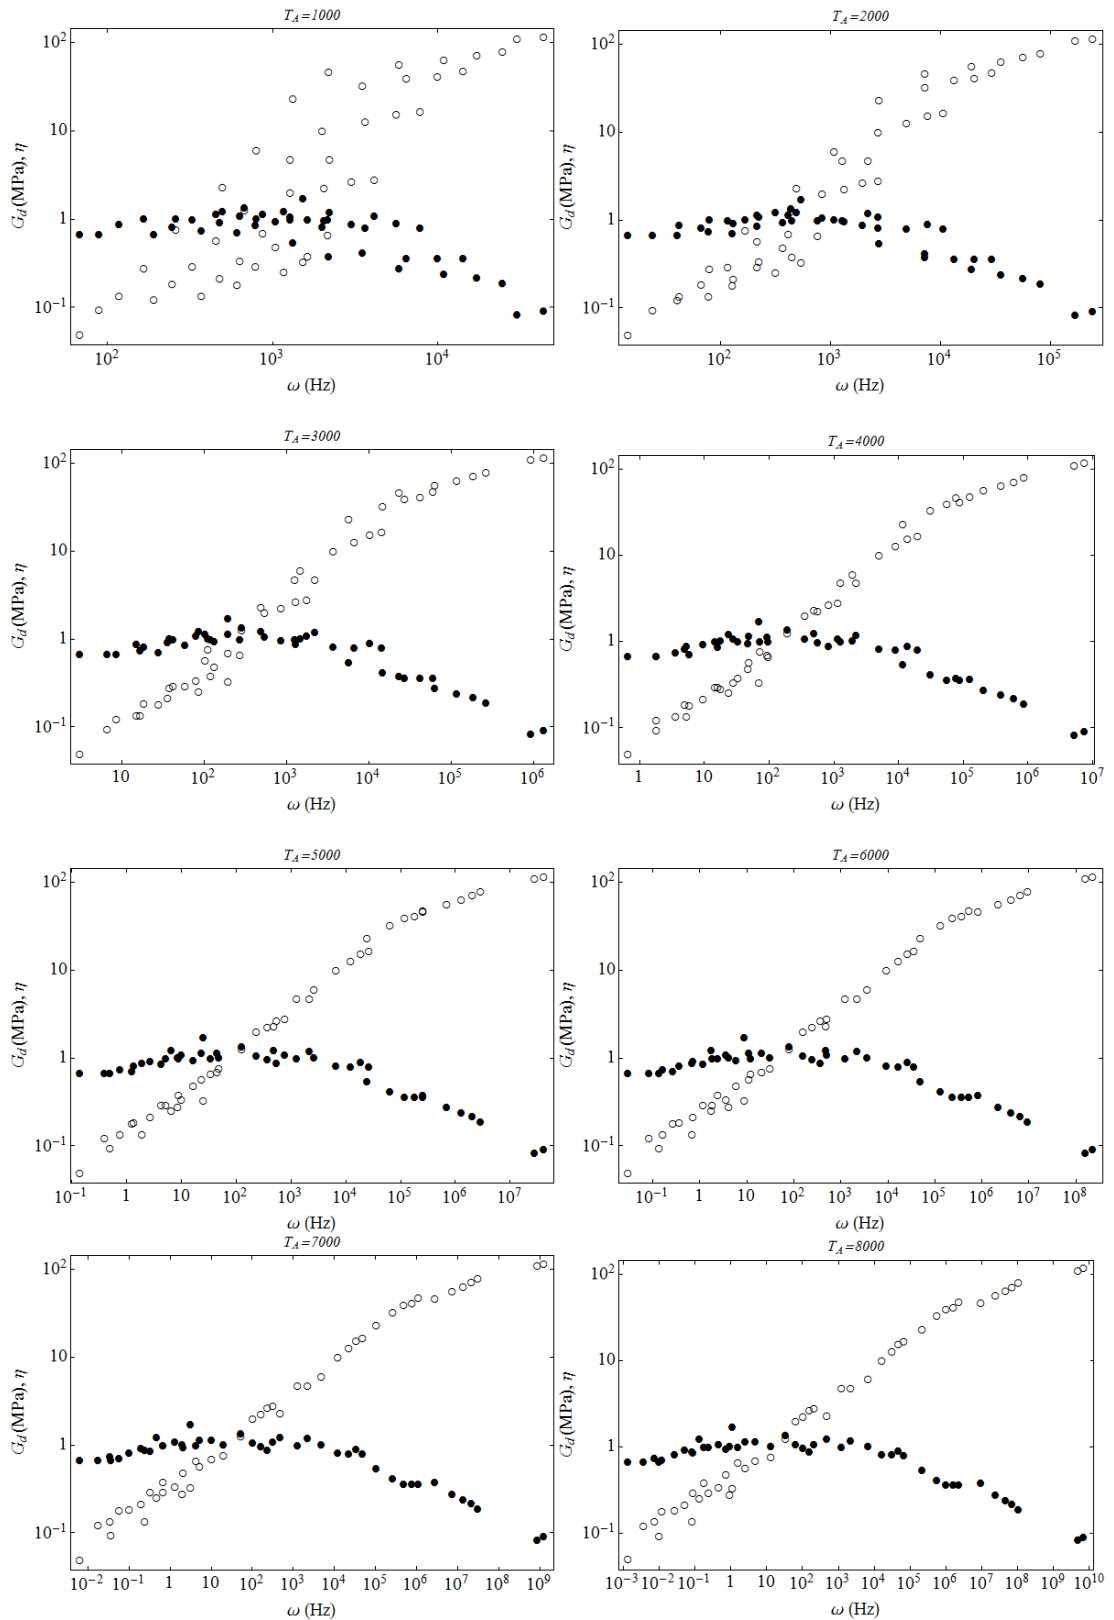 T_A=1000
10^2
10
1
10^-1
G_d(MPa), η
10^2 10^3 10^4
ω (Hz)
T_A=2000
10^2
10
1
10^-1
G_d(MPa), η
10^2 10^3 10^4 10^5
ω (Hz)
T_A=3000
10^2
10
1
10^-1
G_d(MPa), η
10 10^2 10^3 10^4 10^5 10^6
ω (Hz)
T_A=4000
10^2
10
1
10^-1
G_d(MPa), η
1 10 10^2 10^3 10^4 10^5 10^6 10^7
ω (Hz)
T_A=5000
10^2
10
1
10^-1
G_d(MPa), η
10^-1 1 10 10^2 10^3 10^4 10^5 10^6 10^7
ω (Hz)
T_A=6000
10^2
10
1
10^-1
G_d(MPa), η
10^-1 1 10 10^2 10^3 10^4 10^5 10^6 10^7 10^8
ω (Hz)
T_A=7000
10^2
10
1
10^-1
G_d(MPa), η
10^-2 10^-1 1 10 10^2 10^3 10^4 10^5 10^6 10^7 10^8 10^9
ω (Hz)
T_A=8000
10^2
10
1
10^-1
G_d(MPa), η
10^-3 10^-2 10^-1 1 10 10^2 10^3 10^4 10^5 10^6 10^7 10^8 10^9 10^10
ω (Hz)